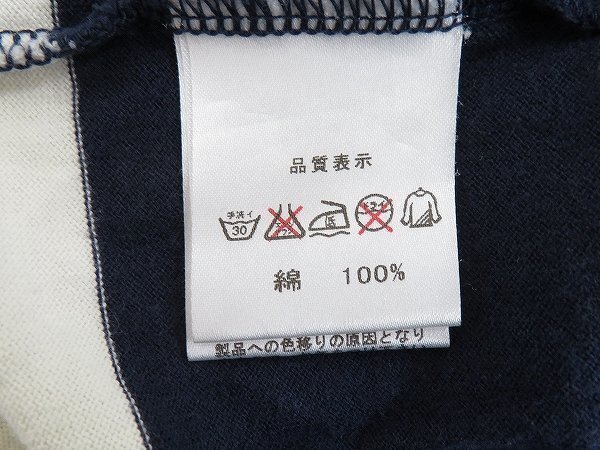 品質表示
手洗イ 30 低
綿 100%
製品への色移りの原因となり